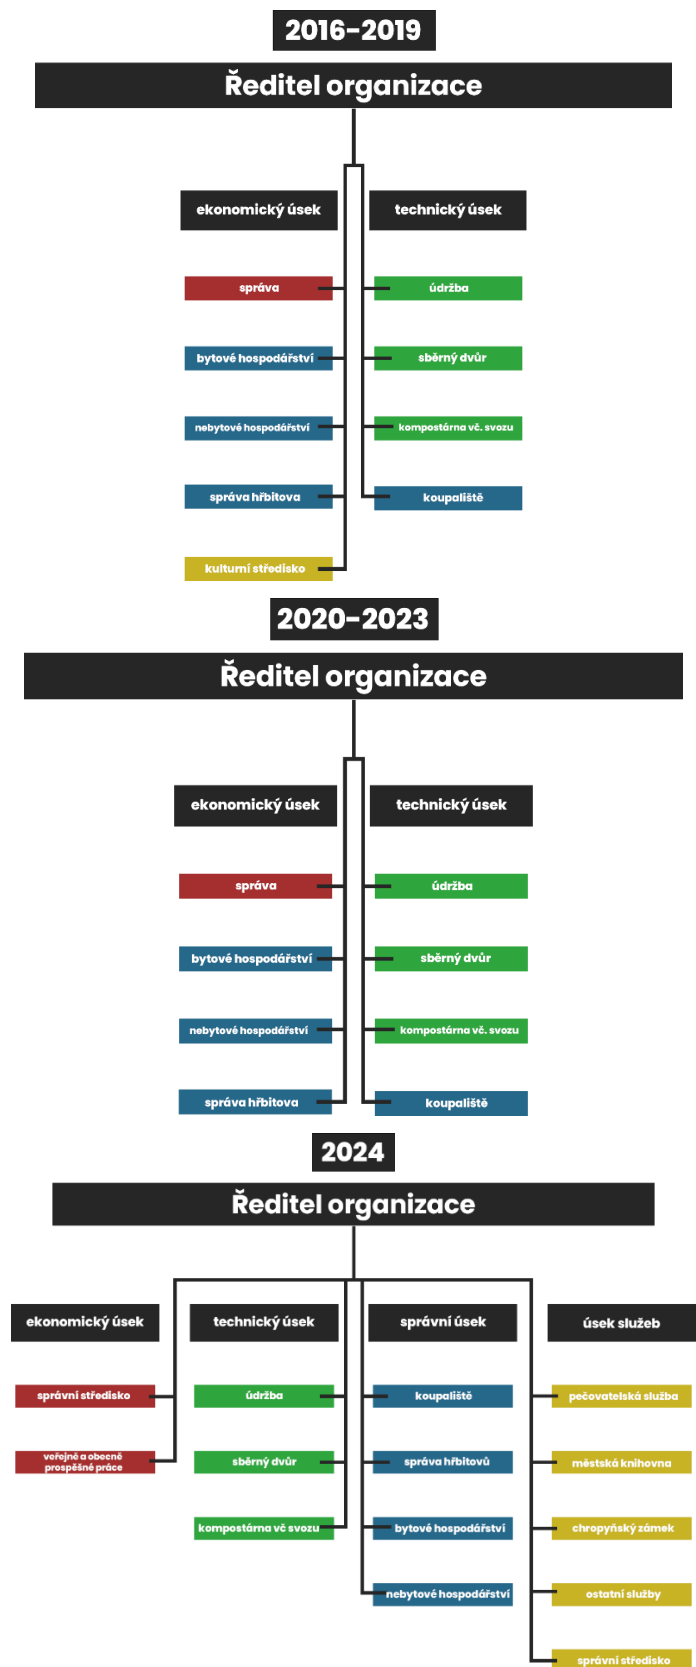 2016-2019
Ředitel organizace
ekonomický úsek
technický úsek
správa
údržba
bytové hospodářství
sběrný dvůr
nebytové hospodářství
kompostárna vč. svozu
správa hřbitova
koupaliště
kulturní středisko
2020-2023
Ředitel organizace
ekonomický úsek
technický úsek
správa
údržba
bytové hospodářství
sběrný dvůr
nebytové hospodářství
kompostárna vč. svozu
správa hřbitova
koupaliště
2024
Ředitel organizace
ekonomický úsek
technický úsek
správní úsek
úsek služeb
správní středisko
údržba
koupaliště
pečovatelská služba
veřejně a obecně
prospěšné práce
sběrný dvůr
správa hřbitovů
městská knihovna
kompostárna vč svozu
bytové hospodářství
chropyňský zámek
nebytové hospodářství
ostatní služby
správní středisko